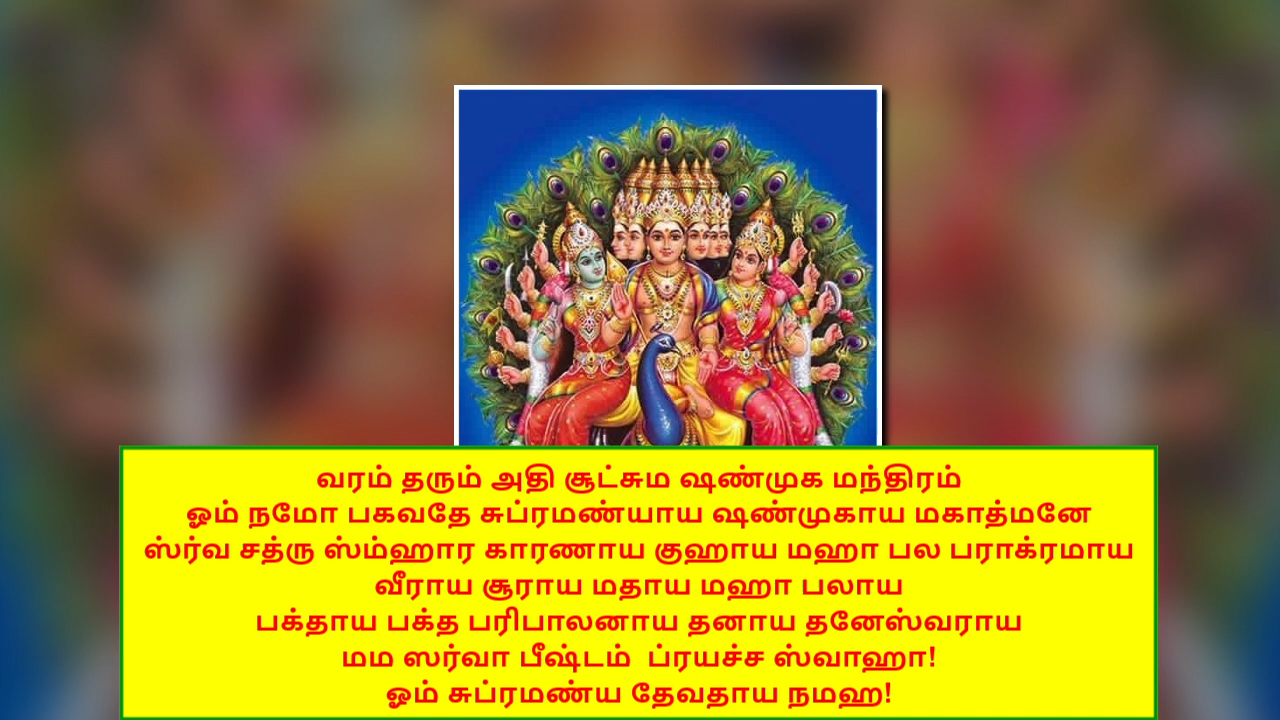 வரம் தரும் அதி சூட்சும ஷண்முக மந்திரம்
ஓம் நமோ பகவதே சுப்ரமண்யாய ஷண்முகாய மகாத்மனே
ஸ்ர்வ சத்ரு ஸ்ம்ஹார காரணாய குஹாய மஹா பல பராக்ரமாய
வீராய சூராய மதாய மஹா பலாய
பக்தாய பக்த பரிபாலனாய தனாய தனேஸ்வராய
மம ஸர்வா பீஷ்டம்  ப்ரயச்ச ஸ்வாஹா!
ஓம் சுப்ரமண்ய தேவதாய நமஹ!